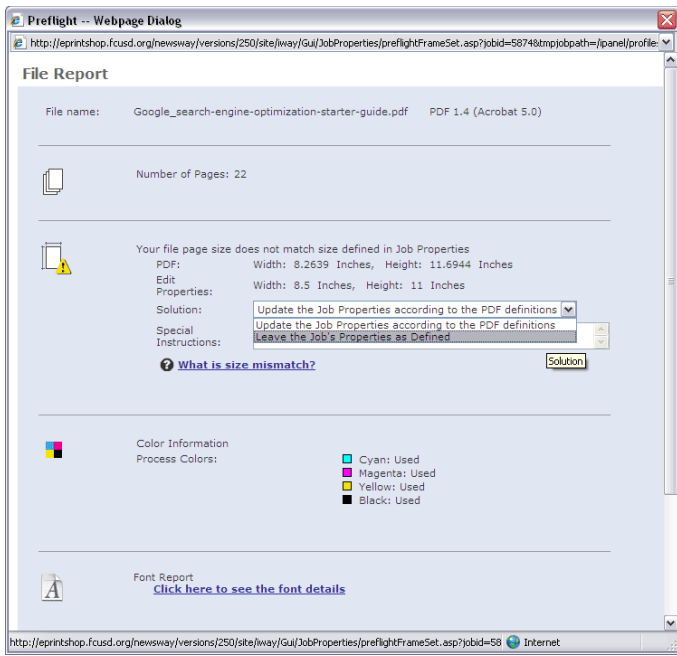 Preflight -- Webpage Dialog
http://eprintshop.fcusd.org/newsway/versions/250/site/iway/Gui/JobProperties/preflightFrameSet.asp?jobid=5874&tmpjobpath=/ipanel/profile
File Report
File name: Google_search-engine-optimization-starter-guide.pdf PDF 1.4 (Acrobat 5.0)
Number of Pages: 22
Your file page size does not match size defined in Job Properties
PDF: Width: 8.2639 Inches, Height: 11.6944 Inches
Edit
Properties: Width: 8.5 Inches, Height: 11 Inches
Solution: Update the Job Properties according to the PDF definitions
Update the Job Properties according to the PDF definitions
Special
Instructions: Leave the Job's Properties as Defined
Solution
? What is size mismatch?
Color Information
Process Colors: Cyan: Used
Magenta: Used
Yellow: Used
Black: Used
A
Font Report
Click here to see the font details
http://eprintshop.fcusd.org/newsway/versions/250/site/iway/Gui/JobProperties/preflightFrameSet.asp?jobid=58 Internet